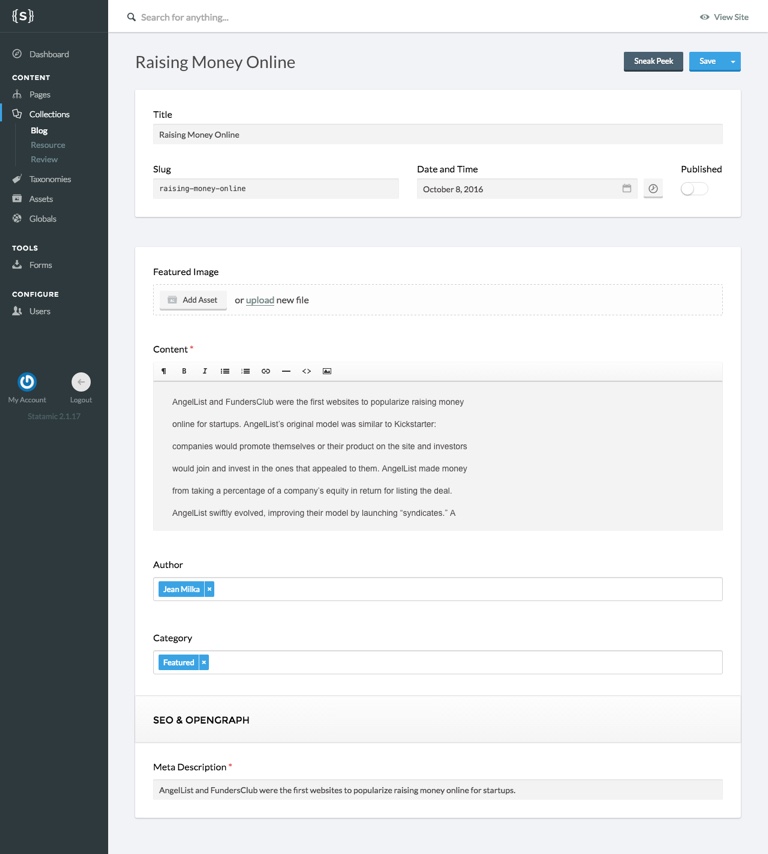 {S}
Search for anything...
View Site
Dashboard
CONTENT
Pages
Collections
Blog
Resource
Review
Taxonomies
Assets
Globals
TOOLS
Forms
CONFIGURE
Users
My Account
Logout
Statamic 2.1.17
Raising Money Online
Sneak Peek
Save
Title
Raising Money Online
Slug
Date and Time
Published
raising-money-online
October 8, 2016
Featured Image
Add Asset or upload new file
Content *
¶ B I <>
AngelList and FundersClub were the first websites to popularize raising money
online for startups. AngelList's original model was similar to Kickstarter:
companies would promote themselves or their product on the site and investors
would join and invest in the ones that appealed to them. AngelList made money
from taking a percentage of a company's equity in return for listing the deal.
AngelList swiftly evolved, improving their model by launching “syndicates.” A
Author
Jean Milka ×
Category
Featured ×
SEO & OPENGRAPH
Meta Description *
AngelList and FundersClub were the first websites to popularize raising money online for startups.